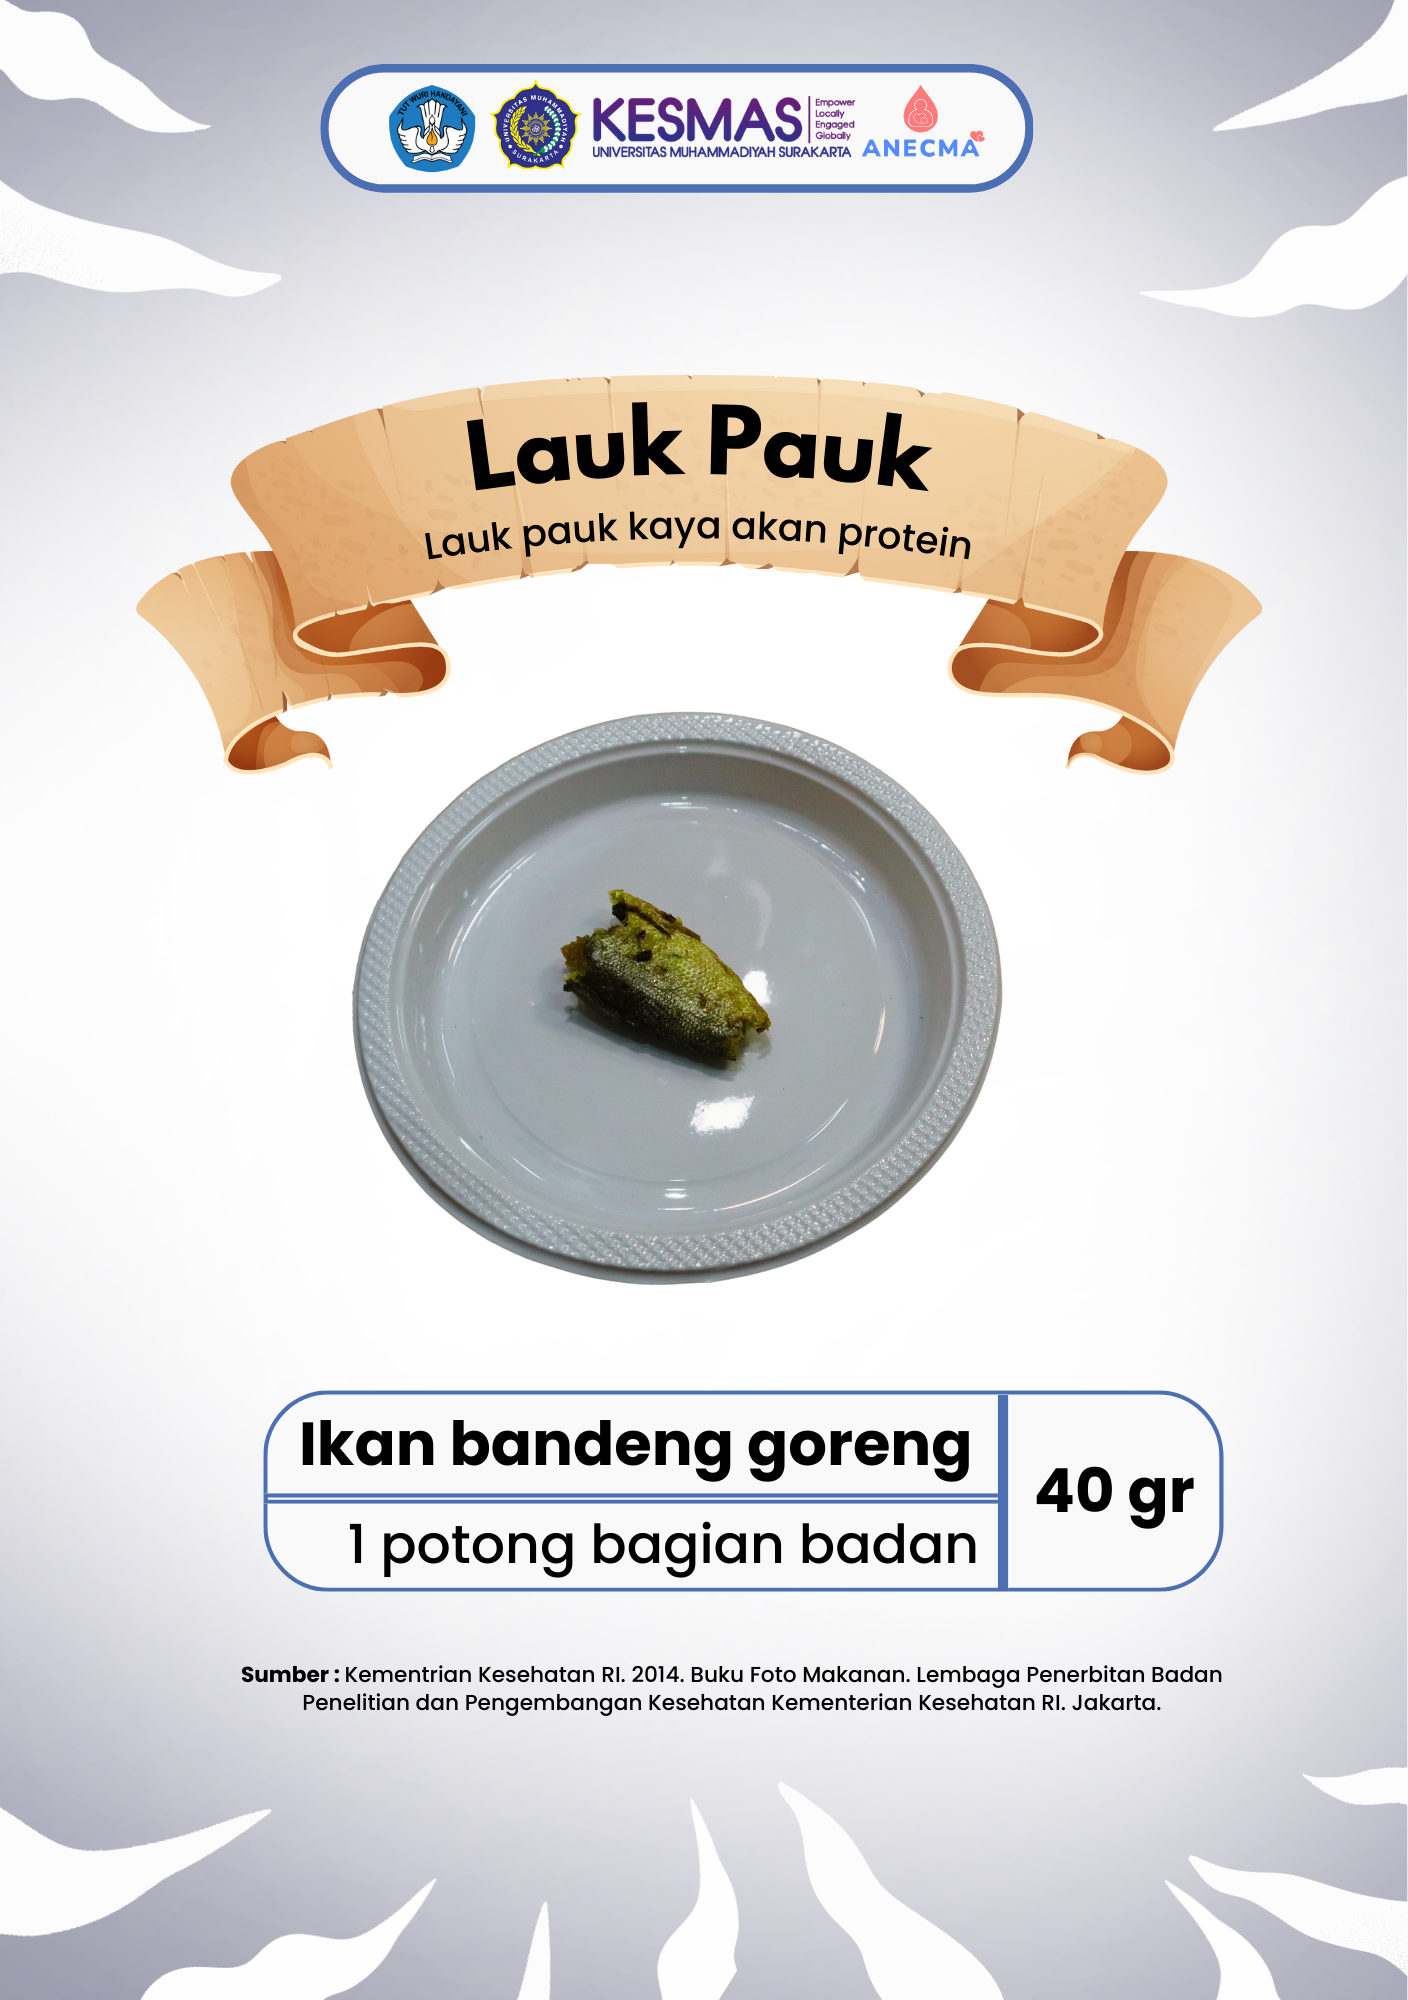 TUT WURI HANDAYANI
UNIVERSITAS MUHAMMADIYAH
SURAKARTA
KESMAS
Empower
Locally
Engaged
Globally
UNIVERSITAS MUHAMMADIYAH SURAKARTA
ANECMA
Lauk Pauk
Lauk pauk kaya akan protein
Ikan bandeng goreng
40 gr
1 potong bagian badan
Sumber : Kementrian Kesehatan RI. 2014. Buku Foto Makanan. Lembaga Penerbitan Badan
Penelitian dan Pengembangan Kesehatan Kementerian Kesehatan RI. Jakarta.